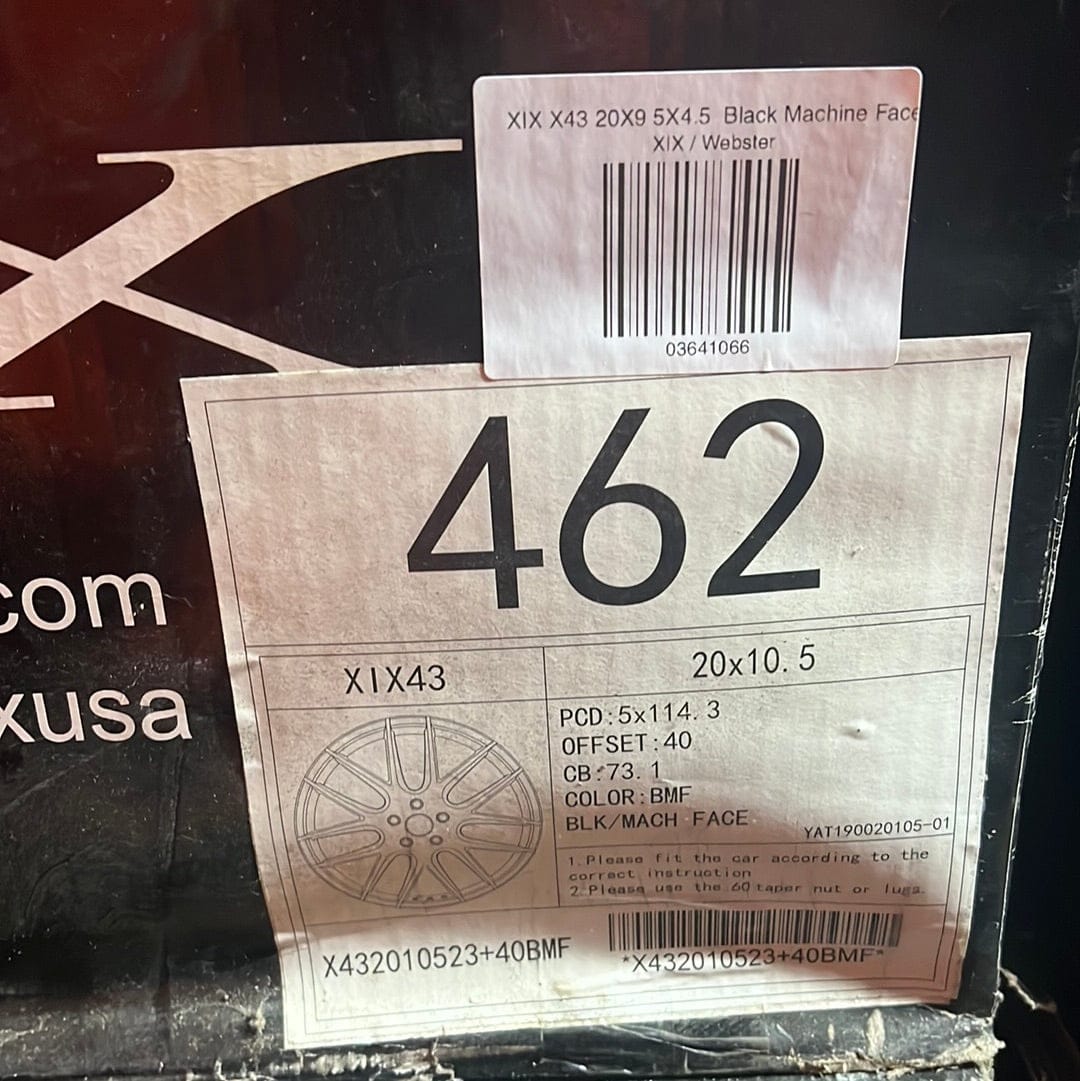 XIX X43 20X9 5X4.5 Black Machine Face
XIX / Webster
03641066
X
com
xusa
462
XIX43
20x10.5
PCD:5x114.3
OFFSET:40
CB:73.1
COLOR:BMF
BLK/MACH FACE
YAT190020105-01
1.Please fit the car according to the
correct instruction
2.Please use the 60 taper nut or lugs.
X432010523+40BMF
*X432010523+40BMF*